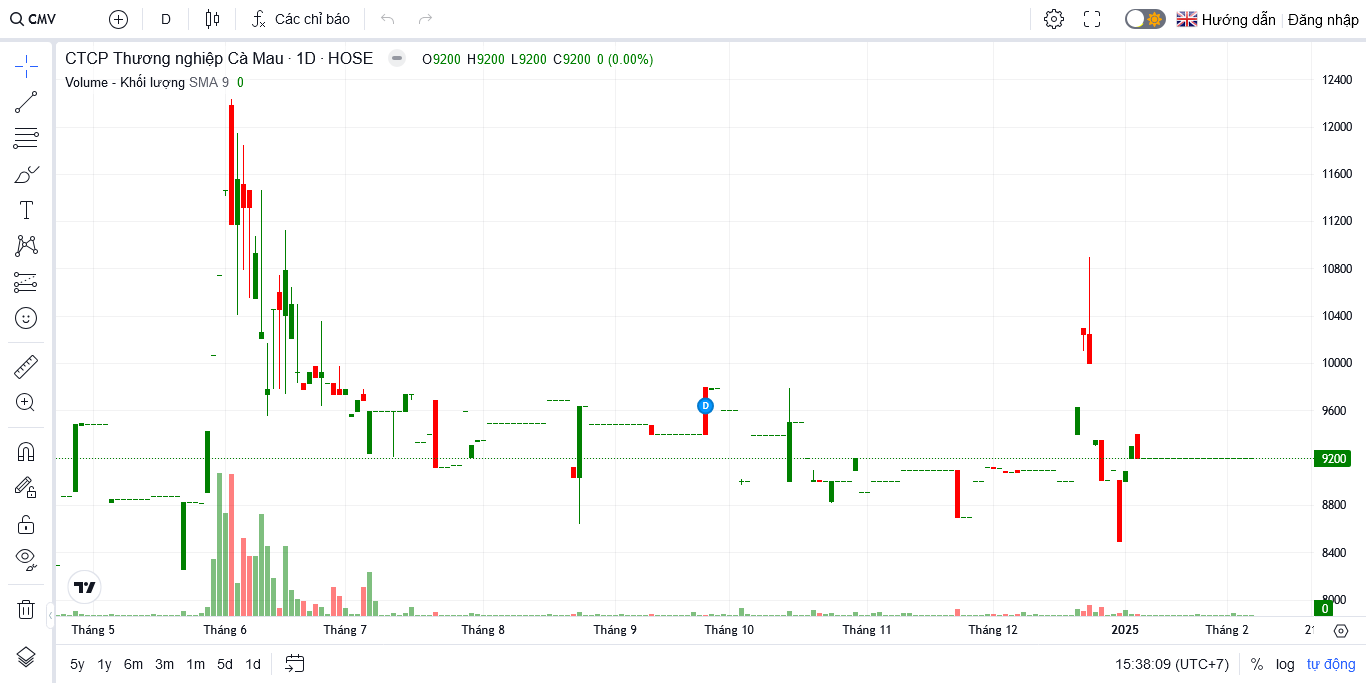 CMV D Các chỉ báo Hướng dẫn Đăng nhập
CTCP Thương nghiệp Cà Mau · 1D · HOSE O9200 H9200 L9200 C9200 0 (0.00%)
Volume - Khối lượng SMA 9 0
12400
12000
11600
11200
10800
10400
10000
9600
9200
8800
8400
8000
0
D
Tháng 5 Tháng 6 Tháng 7 Tháng 8 Tháng 9 Tháng 10 Tháng 11 Tháng 12 2025 Tháng 2 21
5y 1y 6m 3m 1m 5d 1d 15:38:09 (UTC+7) % log tự động